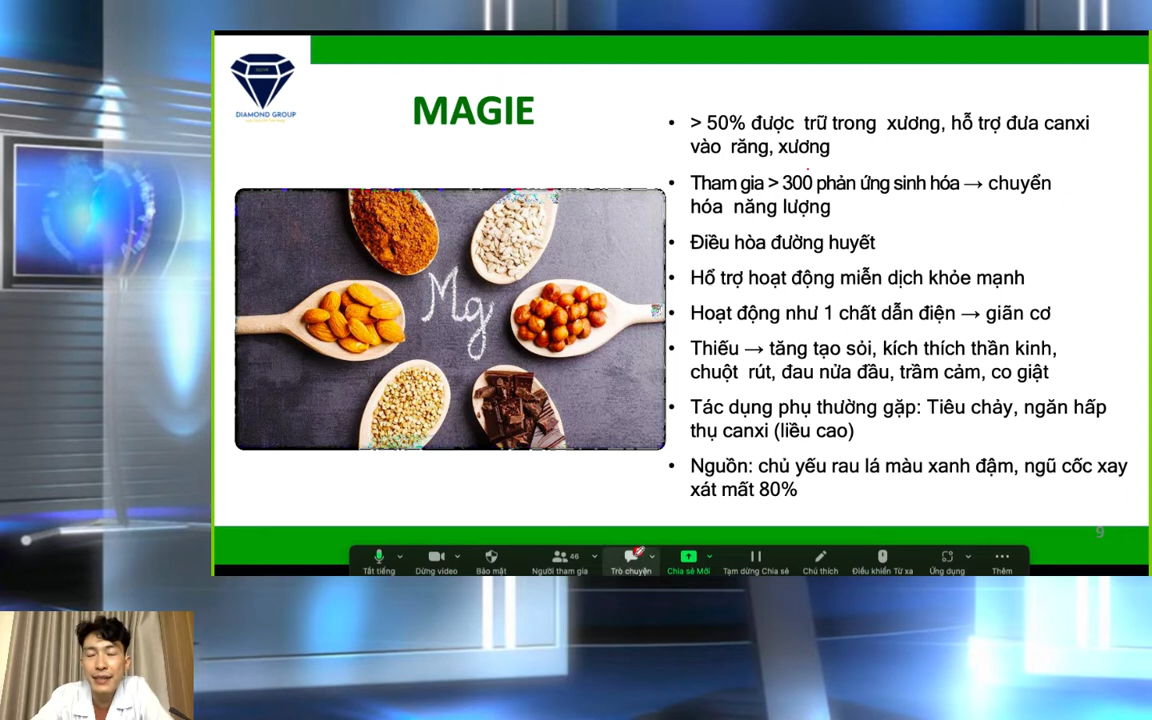 DIAMOND GROUP
MAGIE
Mg
• > 50% được trữ trong xương, hỗ trợ đưa canxi
vào răng, xương
• Tham gia > 300 phản ứng sinh hóa → chuyển
hóa năng lượng
• Điều hòa đường huyết
• Hổ trợ hoạt động miễn dịch khỏe mạnh
• Hoạt động như 1 chất dẫn điện → giãn cơ
• Thiếu → tăng tạo sỏi, kích thích thần kinh,
chuột rút, đau nửa đầu, trầm cảm, co giật
• Tác dụng phụ thường gặp: Tiêu chảy, ngăn hấp
thụ canxi (liều cao)
• Nguồn: chủ yếu rau lá màu xanh đậm, ngũ cốc xay
xát mất 80%
9
46
Tắt tiếng Dừng video Bảo mật Người tham gia Trò chuyện Chia sẻ Mới Tạm dừng Chia sẻ Chú thích Điều khiển Từ xa Ứng dụng Thêm